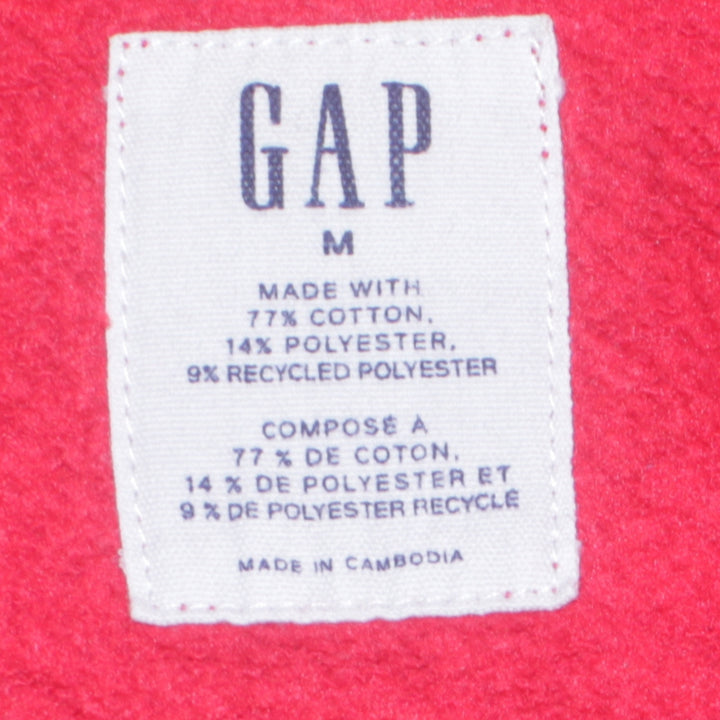 GAP
M
MADE WITH
77% COTTON,
14% POLYESTER,
9% RECYCLED POLYESTER
COMPOSÉ À
77 % DE COTON,
14 % DE POLYESTER ET
9 % DE POLYESTER RECYCLÉ
MADE IN CAMBODIA